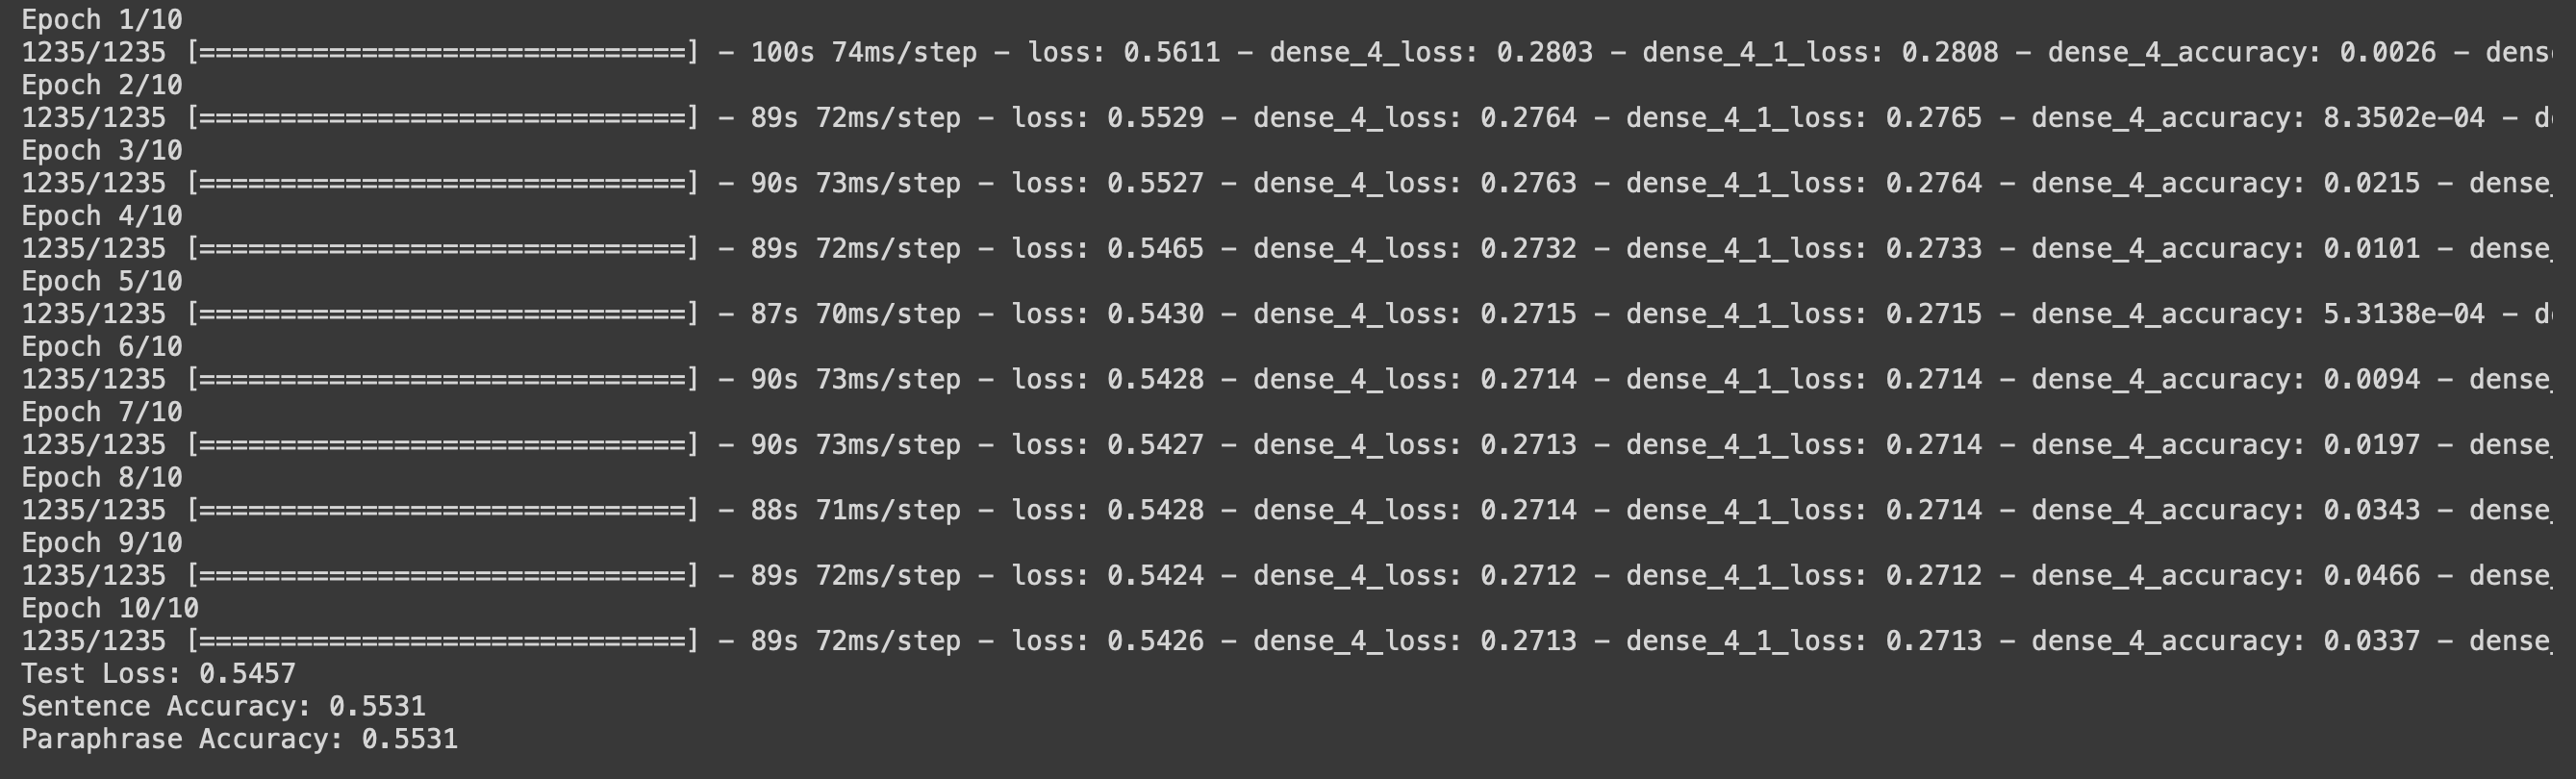 Epoch 1/10
1235/1235 [==============================] - 100s 74ms/step - loss: 0.5611 - dense_4_loss: 0.2803 - dense_4_1_loss: 0.2808 - dense_4_accuracy: 0.0026 - dens
Epoch 2/10
1235/1235 [==============================] - 89s 72ms/step - loss: 0.5529 - dense_4_loss: 0.2764 - dense_4_1_loss: 0.2765 - dense_4_accuracy: 8.3502e-04 - d
Epoch 3/10
1235/1235 [==============================] - 90s 73ms/step - loss: 0.5527 - dense_4_loss: 0.2763 - dense_4_1_loss: 0.2764 - dense_4_accuracy: 0.0215 - dense_
Epoch 4/10
1235/1235 [==============================] - 89s 72ms/step - loss: 0.5465 - dense_4_loss: 0.2732 - dense_4_1_loss: 0.2733 - dense_4_accuracy: 0.0101 - dense_
Epoch 5/10
1235/1235 [==============================] - 87s 70ms/step - loss: 0.5430 - dense_4_loss: 0.2715 - dense_4_1_loss: 0.2715 - dense_4_accuracy: 5.3138e-04 - d
Epoch 6/10
1235/1235 [==============================] - 90s 73ms/step - loss: 0.5428 - dense_4_loss: 0.2714 - dense_4_1_loss: 0.2714 - dense_4_accuracy: 0.0094 - dense_
Epoch 7/10
1235/1235 [==============================] - 90s 73ms/step - loss: 0.5427 - dense_4_loss: 0.2713 - dense_4_1_loss: 0.2714 - dense_4_accuracy: 0.0197 - dense_
Epoch 8/10
1235/1235 [==============================] - 88s 71ms/step - loss: 0.5428 - dense_4_loss: 0.2714 - dense_4_1_loss: 0.2714 - dense_4_accuracy: 0.0343 - dense_
Epoch 9/10
1235/1235 [==============================] - 89s 72ms/step - loss: 0.5424 - dense_4_loss: 0.2712 - dense_4_1_loss: 0.2712 - dense_4_accuracy: 0.0466 - dense_
Epoch 10/10
1235/1235 [==============================] - 89s 72ms/step - loss: 0.5426 - dense_4_loss: 0.2713 - dense_4_1_loss: 0.2713 - dense_4_accuracy: 0.0337 - dense_
Test Loss: 0.5457
Sentence Accuracy: 0.5531
Paraphrase Accuracy: 0.5531